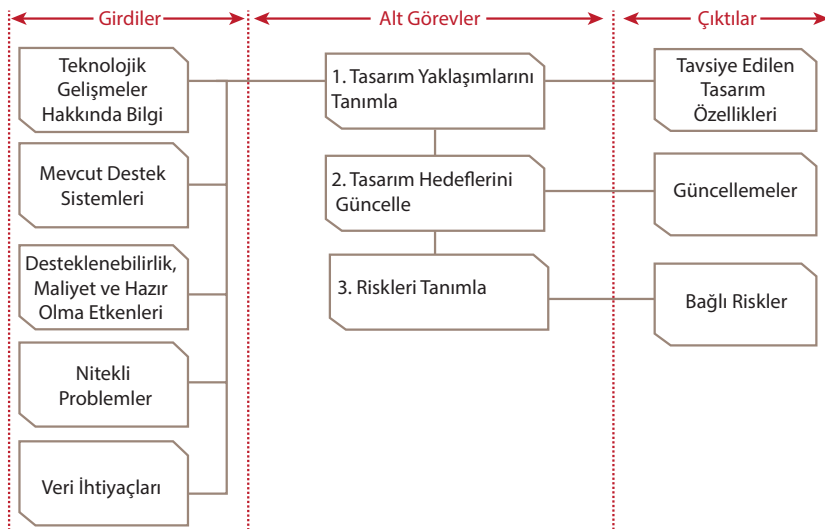 Girdiler
Alt Görevler
Çıktılar
Teknolojik
Gelişmeler
Hakkında Bilgi
Mevcut Destek
Sistemleri
Desteklenebilirlik,
Maliyet ve Hazır
Olma Etkenleri
Nitekli
Problemler
Veri İhtiyaçları
1. Tasarım Yaklaşımlarını
Tanımla
2. Tasarım Hedeflerini
Güncelle
3. Riskleri Tanımla
Tavsiye Edilen
Tasarım
Özellikleri
Güncellemeler
Bağlı Riskler